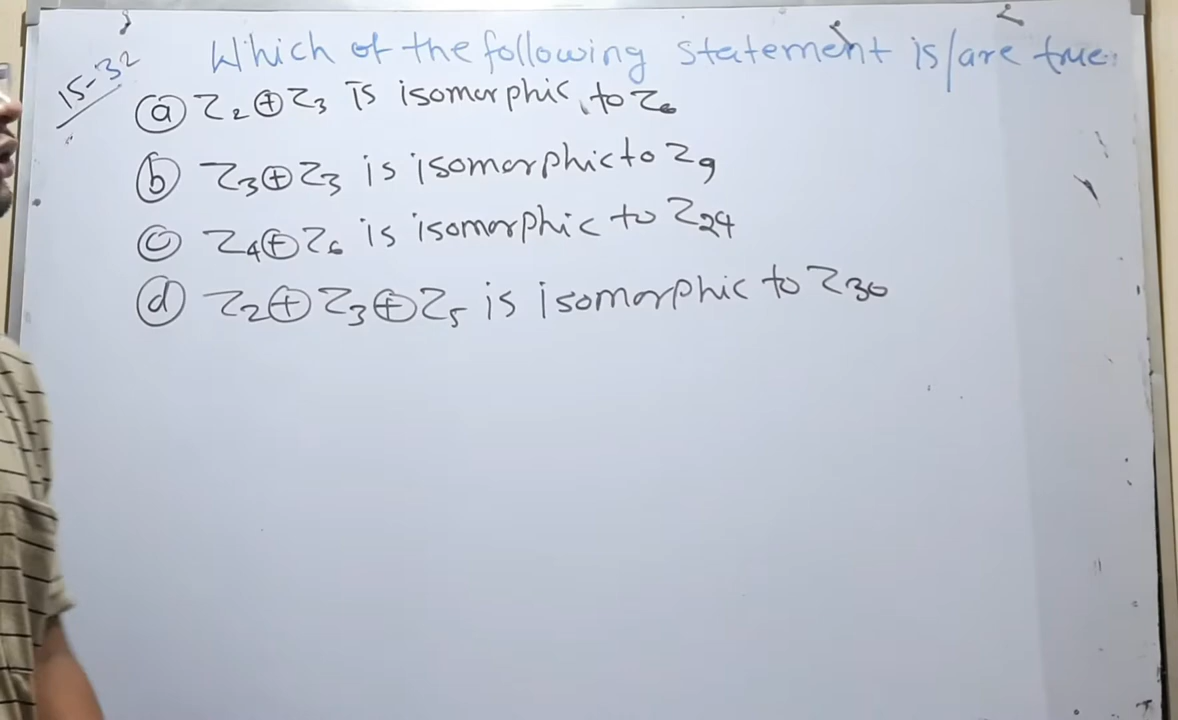 15-32
Which of the following statement is/are true:
(a) Z₂⊕Z₃ is isomorphic to Z₆
(b) Z₃⊕Z₃ is isomorphic to Z₉
(c) Z₄⊕Z₆ is isomorphic to Z₂₄
(d) Z₂⊕Z₃⊕Z₅ is isomorphic to Z₃₀